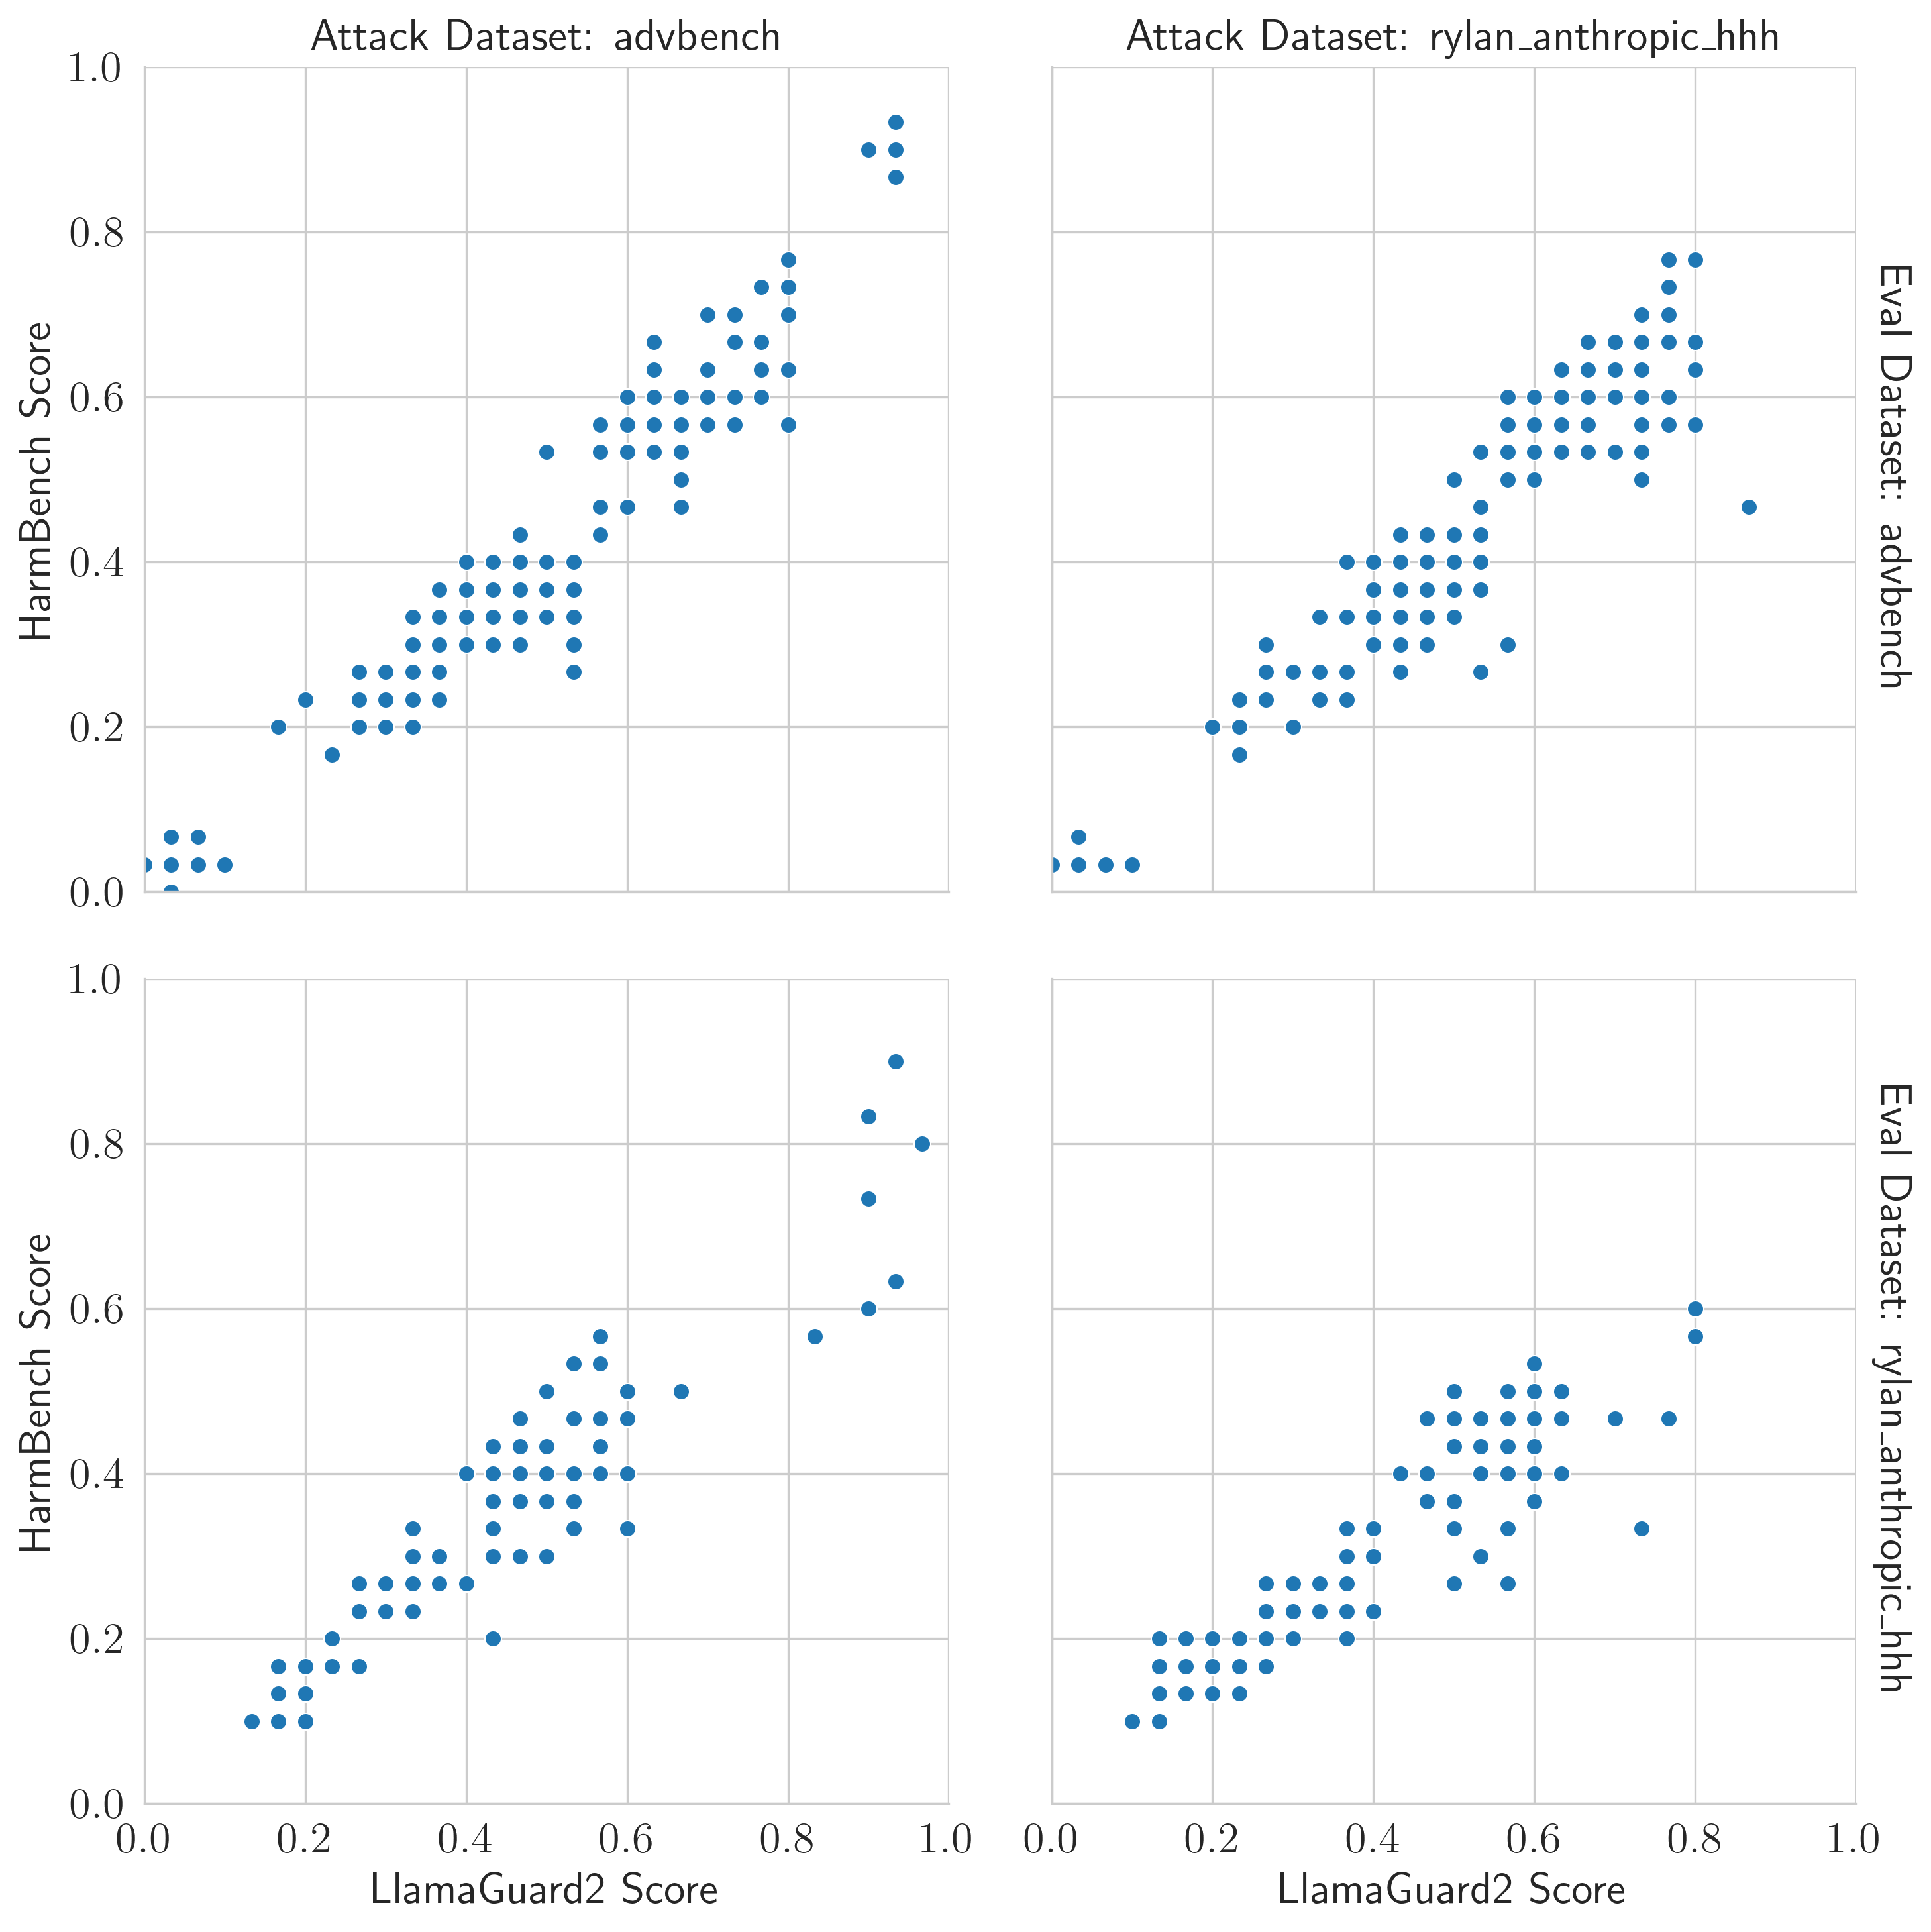 Attack Dataset: advbench
Attack Dataset: rylan_anthropic_hhh
1.0
0.8
0.6
0.4
0.2
0.0
HarmBench Score
Eval Dataset: advbench
1.0
0.8
0.6
0.4
0.2
0.0
HarmBench Score
Eval Dataset: rylan_anthropic_hhh
0.0 0.2 0.4 0.6 0.8 1.0
LlamaGuard2 Score
0.0 0.2 0.4 0.6 0.8 1.0
LlamaGuard2 Score